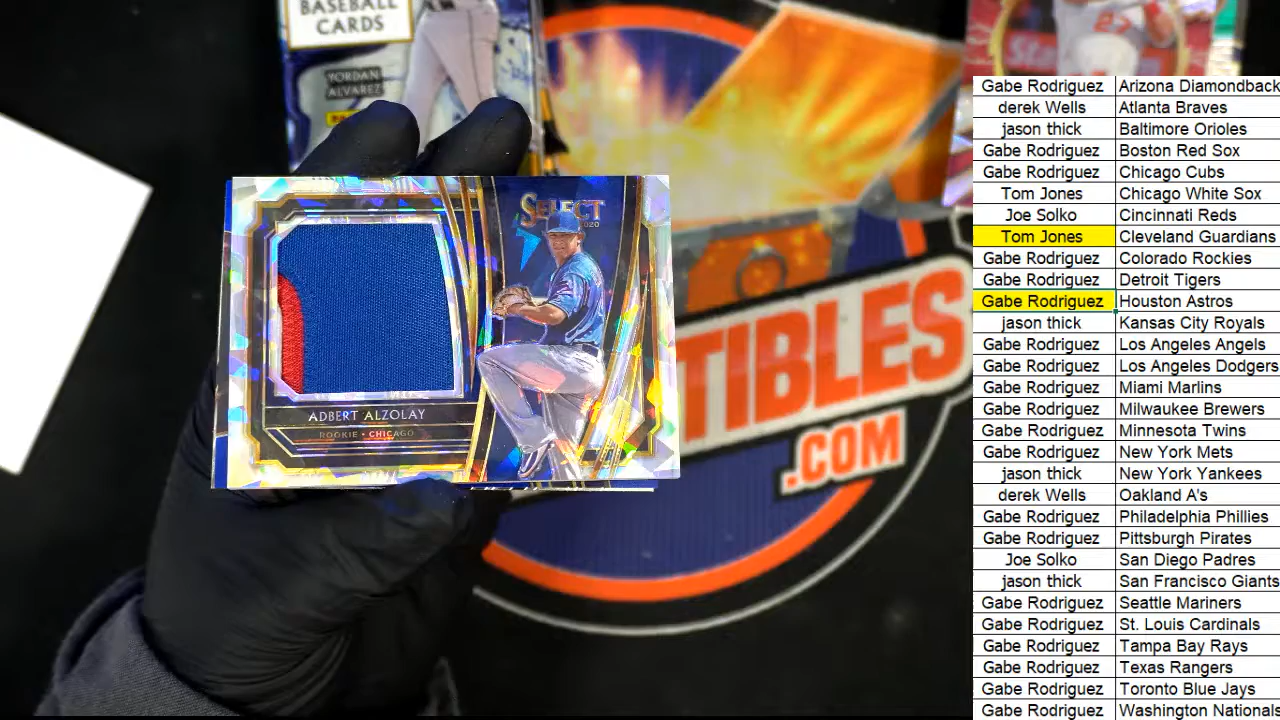 BASEBALL
CARDS
YORDAN
ALVAREZ
SELECT
2020
ADBERT ALZOLAY
ROOKIE • CHICAGO
TIBLES
.COM
27
Gabe Rodriguez Arizona Diamondback
derek Wells Atlanta Braves
jason thick Baltimore Orioles
Gabe Rodriguez Boston Red Sox
Gabe Rodriguez Chicago Cubs
Tom Jones Chicago White Sox
Joe Solko Cincinnati Reds
Tom Jones Cleveland Guardians
Gabe Rodriguez Colorado Rockies
Gabe Rodriguez Detroit Tigers
Gabe Rodriguez Houston Astros
jason thick Kansas City Royals
Gabe Rodriguez Los Angeles Angels
Gabe Rodriguez Los Angeles Dodgers
Gabe Rodriguez Miami Marlins
Gabe Rodriguez Milwaukee Brewers
Gabe Rodriguez Minnesota Twins
Gabe Rodriguez New York Mets
jason thick New York Yankees
derek Wells Oakland A's
Gabe Rodriguez Philadelphia Phillies
Gabe Rodriguez Pittsburgh Pirates
Joe Solko San Diego Padres
jason thick San Francisco Giants
Gabe Rodriguez Seattle Mariners
Gabe Rodriguez St. Louis Cardinals
Gabe Rodriguez Tampa Bay Rays
Gabe Rodriguez Texas Rangers
Gabe Rodriguez Toronto Blue Jays
Gabe Rodriguez Washington Nationals